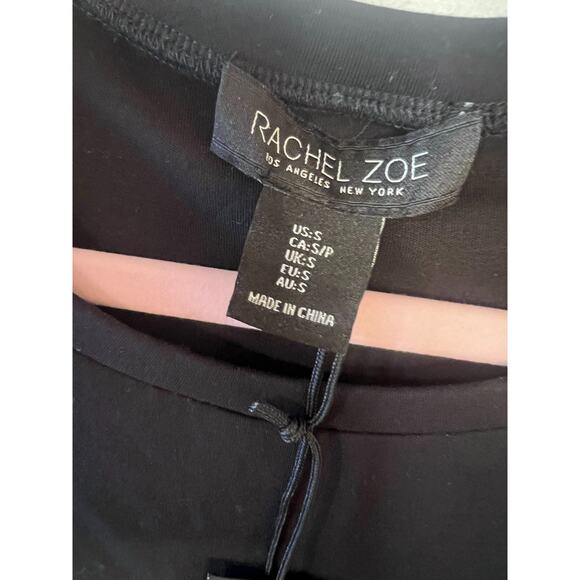 RACHEL ZOE
LOS ANGELES NEW YORK
US:S
CA:S/P
UK:S
EU:S
AU:S
MADE IN CHINA